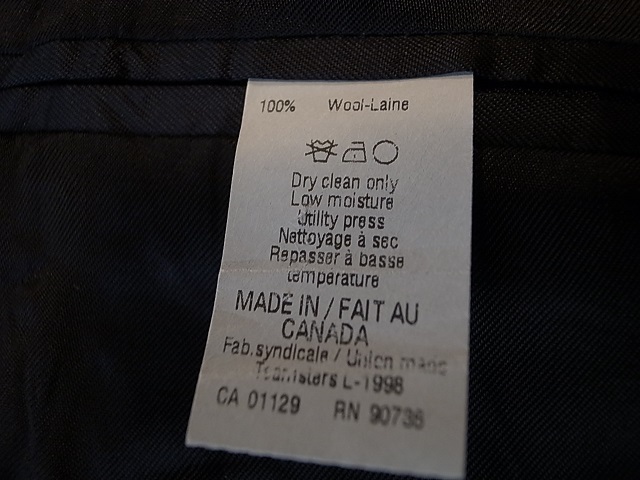 100% Wool-Laine
Dry clean only
Low moisture
Utility press
Nettoyage à sec
Repasser à basse
temperature
MADE IN / FAIT AU
CANADA
Fab.syndicale / Union made
Teamsters L-1998
CA 01129 RN 90736